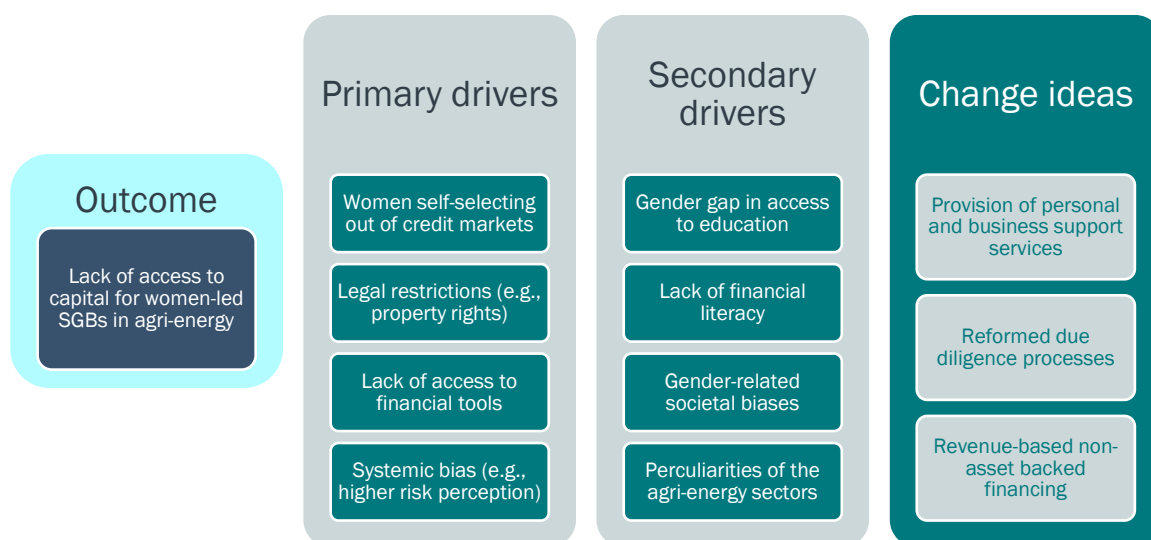 Outcome
Lack of access to
capital for women-led
SGBs in agri-energy
Primary drivers
Women self-selecting
out of credit markets
Legal restrictions (e.g.,
property rights)
Lack of access to
financial tools
Systemic bias (e.g.,
higher risk perception)
Secondary
drivers
Gender gap in access
to education
Lack of financial
literacy
Gender-related
societal biases
Perculiarities of the
agri-energy sectors
Change ideas
Provision of personal
and business support
services
Reformed due
diligence processes
Revenue-based non-
asset backed
financing